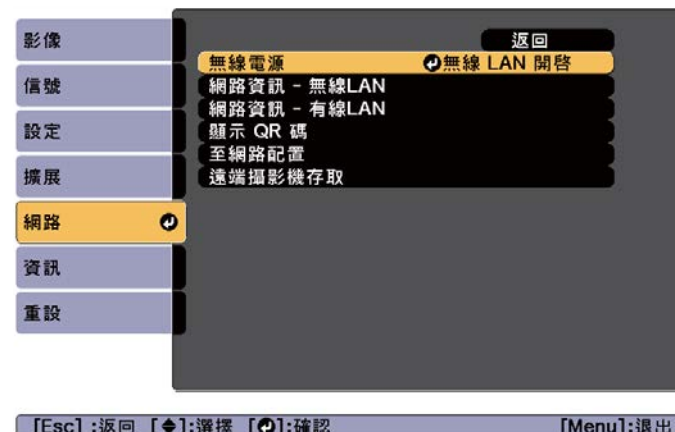 影像
信號
設定
擴展
網路
資訊
重設
返回
無線電源 無線 LAN 開啓
網路資訊 - 無線LAN
網路資訊 - 有線LAN
顯示 QR 碼
至網路配置
遠端攝影機存取
[Esc] :返回 [◆]:選擇 [⏎]:確認 [Menu]:退出